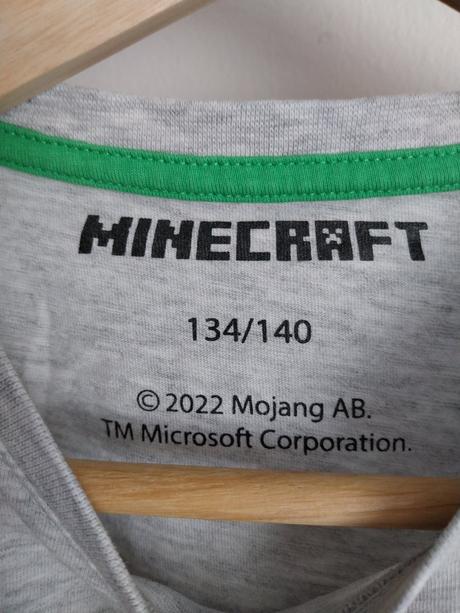 MINECRAFT
134/140
© 2022 Mojang AB.
TM Microsoft Corporation.